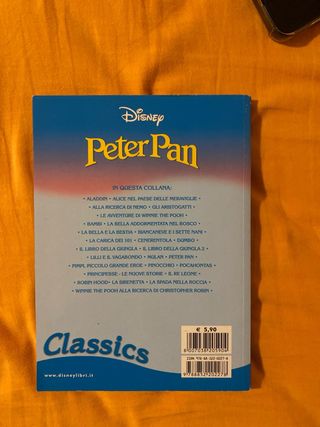 Disney
Peter Pan
IN QUESTA COLLANA:
ALADDIN • ALICE NEL PAESE DELLE MERAVIGLIE
• ALLA RICERCA DI NEMO • GLI ARISTOGATTI
• LE AVVENTURE DI WINNIE THE POOH
• BAMBI • LA BELLA ADDORMENTATA NEL BOSCO
• LA BELLA E LA BESTIA • BIANCANEVE E I SETTE NANI
• LA CARICA DEI 101 • CENERENTOLA • DUMBO
• IL LIBRO DELLA GIUNGLA • IL LIBRO DELLA GIUNGLA 2
• LILLI E IL VAGABONDO • MULAN • PETER PAN
• PIMPI, PICCOLO GRANDE EROE • PINOCCHIO • POCAHONTAS
• PRINCIPESSE - LE NUOVE STORIE • IL RE LEONE
• ROBIN HOOD • LA SIRENETTA • LA SPADA NELLA ROCCIA
• WINNIE THE POOH ALLA RICERCA DI CHRISTOPHER ROBIN
€ 5,90
Classics
www.disneylibri.it